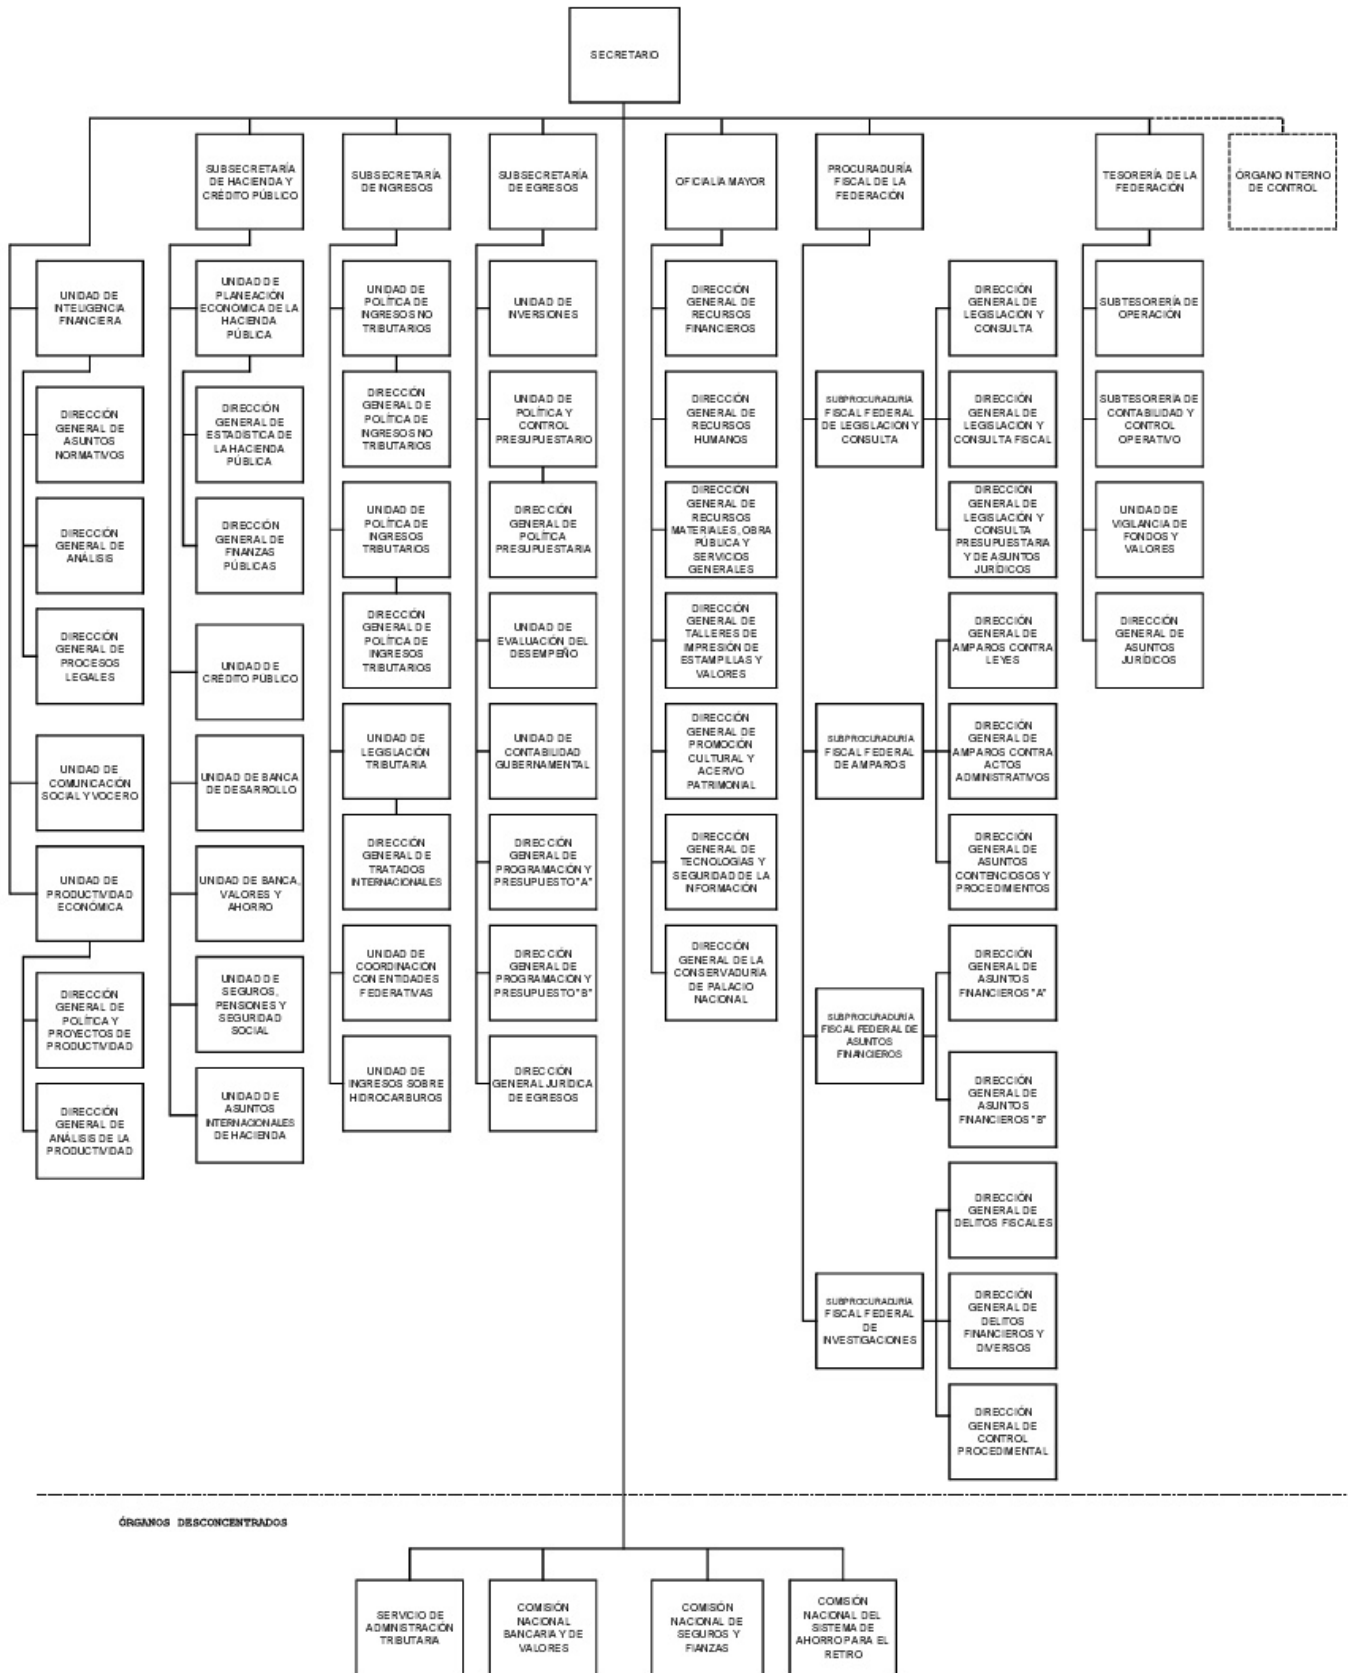 SECRETARIO
SUBSECRETARÍA
DE HACIENDA Y
CRÉDITO PÚBLICO
SUBSECRETARÍA
DE INGRESOS
SUBSECRETARÍA
DE EGRESOS
OFICIALÍA MAYOR
PROCURADURÍA
FISCAL DE LA
FEDERACIÓN
TESORERÍA DE LA
FEDERACIÓN
ÓRGANO INTERNO
DE CONTROL
UNIDAD DE
INTELIGENCIA
FINANCIERA
DIRECCIÓN
GENERAL DE
ASUNTOS
NORMATIVOS
DIRECCIÓN
GENERAL DE
ANÁLISIS
DIRECCIÓN
GENERAL DE
PROCESOS
LEGALES
UNIDAD DE
COMUNICACIÓN
SOCIAL Y VOCERO
UNIDAD DE
PRODUCTIVIDAD
ECONÓMICA
DIRECCIÓN
GENERAL DE
POLÍTICA Y
PROYECTOS DE
PRODUCTIVIDAD
DIRECCIÓN
GENERAL DE
ANÁLISIS DE LA
PRODUCTIVIDAD
UNIDAD DE
PLANEACIÓN
ECONÓMICA DE LA
HACIENDA
PÚBLICA
DIRECCIÓN
GENERAL DE
ESTADÍSTICA DE
LA HACIENDA
PÚBLICA
DIRECCIÓN
GENERAL DE
FINANZAS
PÚBLICAS
UNIDAD DE
CRÉDITO PÚBLICO
UNIDAD DE BANCA
DE DESARROLLO
UNIDAD DE BANCA,
VALORES Y
AHORRO
UNIDAD DE
SEGUROS,
PENSIONES Y
SEGURIDAD
SOCIAL
UNIDAD DE
ASUNTOS
INTERNACIONALES
DE HACIENDA
UNIDAD DE
POLÍTICA DE
INGRESOS NO
TRIBUTARIOS
DIRECCIÓN
GENERAL DE
POLÍTICA DE
INGRESOS NO
TRIBUTARIOS
UNIDAD DE
POLÍTICA DE
INGRESOS
TRIBUTARIOS
DIRECCIÓN
GENERAL DE
POLÍTICA DE
INGRESOS
TRIBUTARIOS
UNIDAD DE
LEGISLACIÓN
TRIBUTARIA
DIRECCIÓN
GENERAL DE
TRATADOS
INTERNACIONALES
UNIDAD DE
COORDINACIÓN
CON ENTIDADES
FEDERATIVAS
UNIDAD DE
INGRESOS SOBRE
HIDROCARBUROS
UNIDAD DE
INVERSIONES
UNIDAD DE
POLÍTICA Y
CONTROL
PRESUPUESTARIO
DIRECCIÓN
GENERAL DE
POLÍTICA
PRESUPUESTARIA
UNIDAD DE
EVALUACIÓN DEL
DESEMPEÑO
UNIDAD DE
CONTABILIDAD
GUBERNAMENTAL
DIRECCIÓN
GENERAL DE
PROGRAMACIÓN Y
PRESUPUESTO "A"
DIRECCIÓN
GENERAL DE
PROGRAMACIÓN Y
PRESUPUESTO "B"
DIRECCIÓN
GENERAL JURÍDICA
DE EGRESOS
DIRECCIÓN
GENERAL DE
RECURSOS
FINANCIEROS
DIRECCIÓN
GENERAL DE
RECURSOS
HUMANOS
DIRECCIÓN
GENERAL DE
RECURSOS
MATERIALES, OBRA
PÚBLICA Y
SERVICIOS
GENERALES
DIRECCIÓN
GENERAL DE
TALLERES DE
IMPRESIÓN DE
ESTAMPILLAS Y
VALORES
DIRECCIÓN
GENERAL DE
PROMOCIÓN
CULTURAL Y
ACERVO
PATRIMONIAL
DIRECCIÓN
GENERAL DE
TECNOLOGÍAS Y
SEGURIDAD DE LA
INFORMACIÓN
DIRECCIÓN
GENERAL DE LA
CONSERVADURÍA
DE PALACIO
NACIONAL
SUBPROCURADURÍA
FISCAL FEDERAL
DE LEGISLACIÓN Y
CONSULTA
DIRECCIÓN
GENERAL DE
LEGISLACIÓN Y
CONSULTA
DIRECCIÓN
GENERAL DE
LEGISLACIÓN Y
CONSULTA FISCAL
DIRECCIÓN
GENERAL DE
LEGISLACIÓN Y
CONSULTA
PRESUPUESTARIA
Y DE ASUNTOS
JURÍDICOS
SUBPROCURADURÍA
FISCAL FEDERAL
DE AMPAROS
DIRECCIÓN
GENERAL DE
AMPAROS CONTRA
LEYES
DIRECCIÓN
GENERAL DE
AMPAROS CONTRA
ACTOS
ADMINISTRATIVOS
DIRECCIÓN
GENERAL DE
ASUNTOS
CONTENCIOSOS Y
PROCEDIMIENTOS
SUBPROCURADURÍA
FISCAL FEDERAL DE
ASUNTOS
FINANCIEROS
DIRECCIÓN
GENERAL DE
ASUNTOS
FINANCIEROS "A"
DIRECCIÓN
GENERAL DE
ASUNTOS
FINANCIEROS "B"
SUBPROCURADURÍA
FISCAL FEDERAL
DE
INVESTIGACIONES
DIRECCIÓN
GENERAL DE
DELITOS FISCALES
DIRECCIÓN
GENERAL DE
DELITOS
FINANCIEROS Y
DIVERSOS
DIRECCIÓN
GENERAL DE
CONTROL
PROCEDIMENTAL
SUBTESORERÍA DE
OPERACIÓN
SUBTESORERÍA DE
CONTABILIDAD Y
CONTROL
OPERATIVO
UNIDAD DE
VIGILANCIA DE
FONDOS Y
VALORES
DIRECCIÓN
GENERAL DE
ASUNTOS
JURÍDICOS
ÓRGANOS DESCONCENTRADOS
SERVICIO DE
ADMINISTRACIÓN
TRIBUTARIA
COMISIÓN
NACIONAL
BANCARIA Y DE
VALORES
COMISIÓN
NACIONAL DE
SEGUROS Y
FIANZAS
COMISIÓN
NACIONAL DEL
SISTEMA DE
AHORRO PARA EL
RETIRO